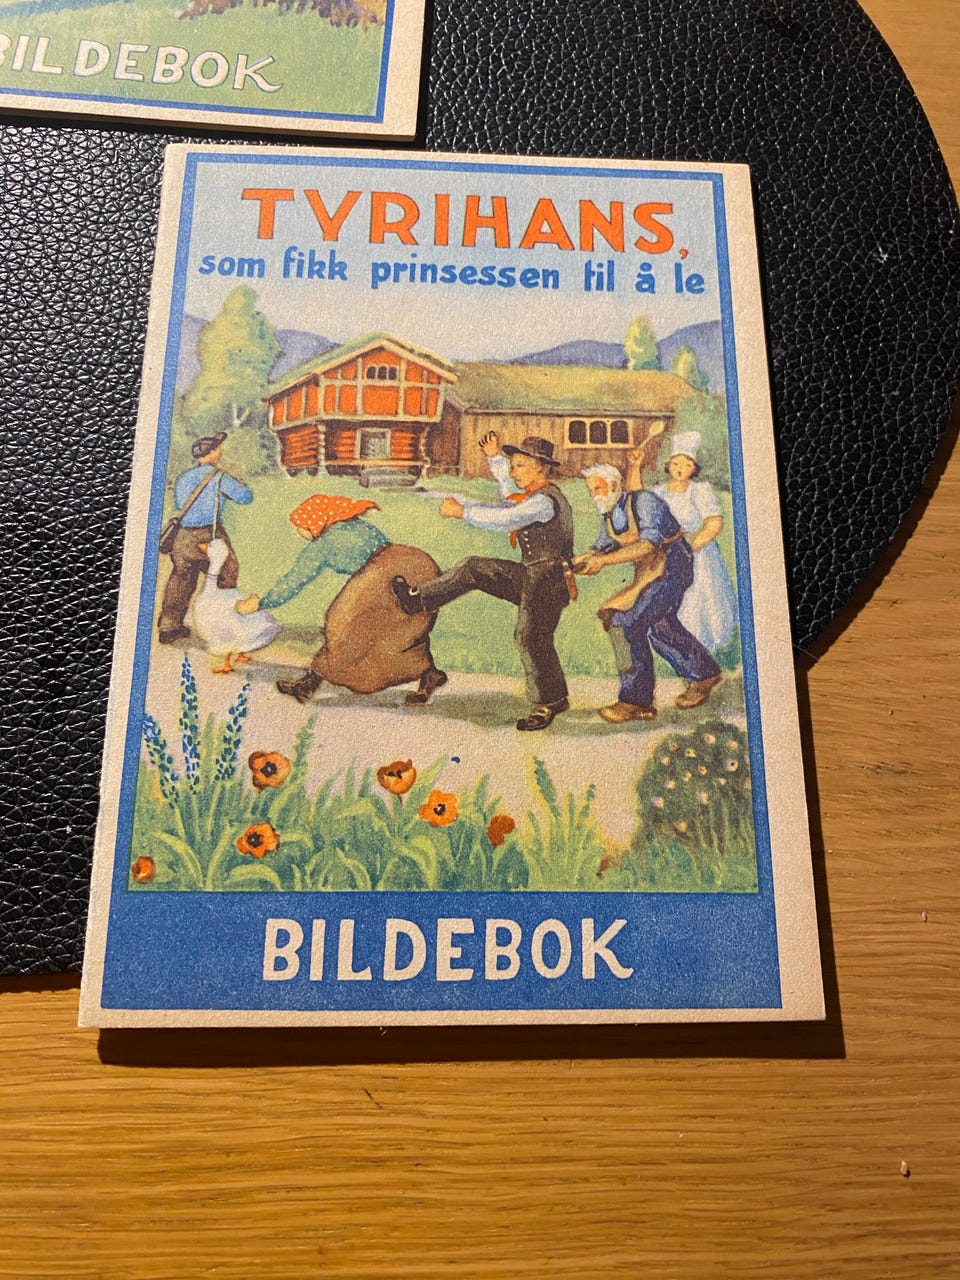 BILDEBOK
TYRIHANS,
som fikk prinsessen til å le
BILDEBOK